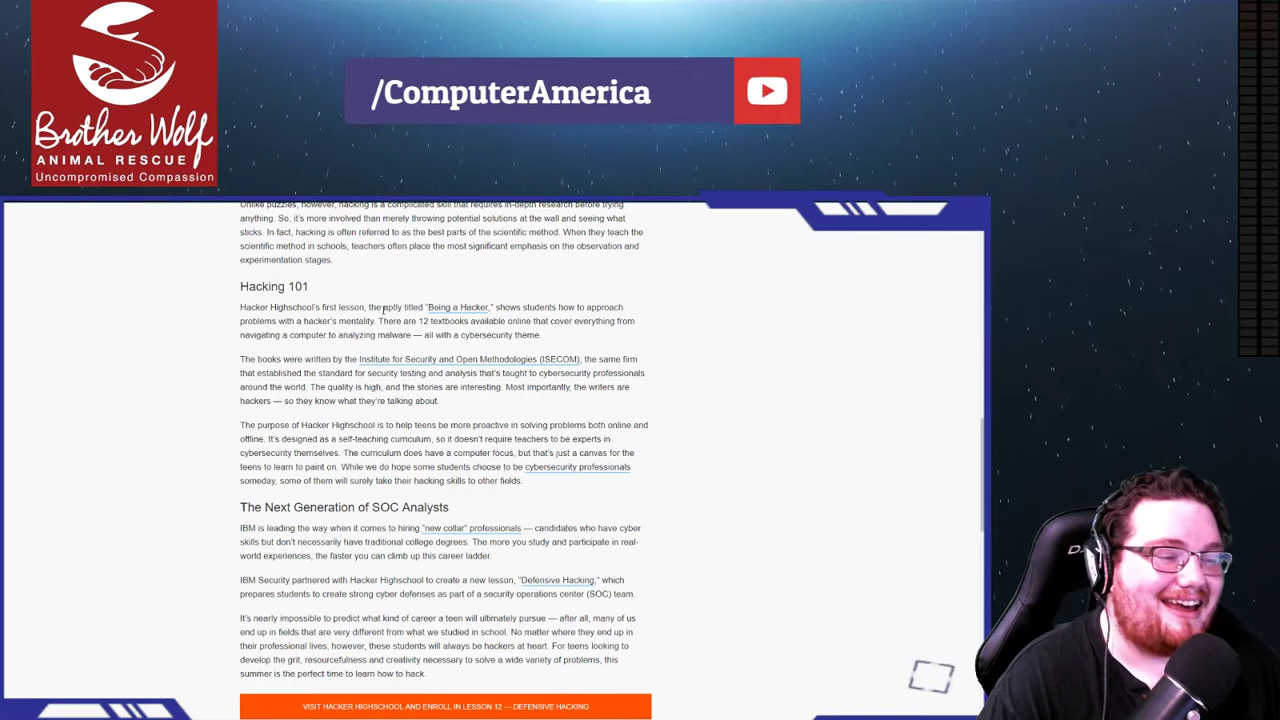 Brother Wolf
ANIMAL RESCUE
Uncompromised Compassion
/ComputerAmerica
Unlike puzzles, however, hacking is a complicated skill that requires in-depth research before trying
anything. So, it's more involved than merely throwing potential solutions at the wall and seeing what
sticks. In fact, hacking is often referred to as the best parts of the scientific method. When they teach the
scientific method in schools, teachers often place the most significant emphasis on the observation and
experimentation stages.
Hacking 101
Hacker Highschool's first lesson, the aptly titled "Being a Hacker," shows students how to approach
problems with a hacker's mentality. There are 12 textbooks available online that cover everything from
navigating a computer to analyzing malware — all with a cybersecurity theme.
The books were written by the Institute for Security and Open Methodologies (ISECOM), the same firm
that established the standard for security testing and analysis that's taught to cybersecurity professionals
around the world. The quality is high, and the stories are interesting. Most importantly, the writers are
hackers — so they know what they're talking about.
The purpose of Hacker Highschool is to help teens be more proactive in solving problems both online and
offline. It's designed as a self-teaching curriculum, so it doesn't require teachers to be experts in
cybersecurity themselves. The curriculum does have a computer focus, but that's just a canvas for the
teens to learn to paint on. While we do hope some students choose to be cybersecurity professionals
someday, some of them will surely take their hacking skills to other fields.
The Next Generation of SOC Analysts
IBM is leading the way when it comes to hiring "new collar" professionals — candidates who have cyber
skills but don't necessarily have traditional college degrees. The more you study and participate in real-
world experiences, the faster you can climb up this career ladder.
IBM Security partnered with Hacker Highschool to create a new lesson, "Defensive Hacking," which
prepares students to create strong cyber defenses as part of a security operations center (SOC) team.
It's nearly impossible to predict what kind of career a teen will ultimately pursue — after all, many of us
end up in fields that are very different from what we studied in school. No matter where they end up in
their professional lives, however, these students will always be hackers at heart. For teens looking to
develop the grit, resourcefulness and creativity necessary to solve a wide variety of problems, this
summer is the perfect time to learn how to hack.
VISIT HACKER HIGHSCHOOL AND ENROLL IN LESSON 12 — DEFENSIVE HACKING